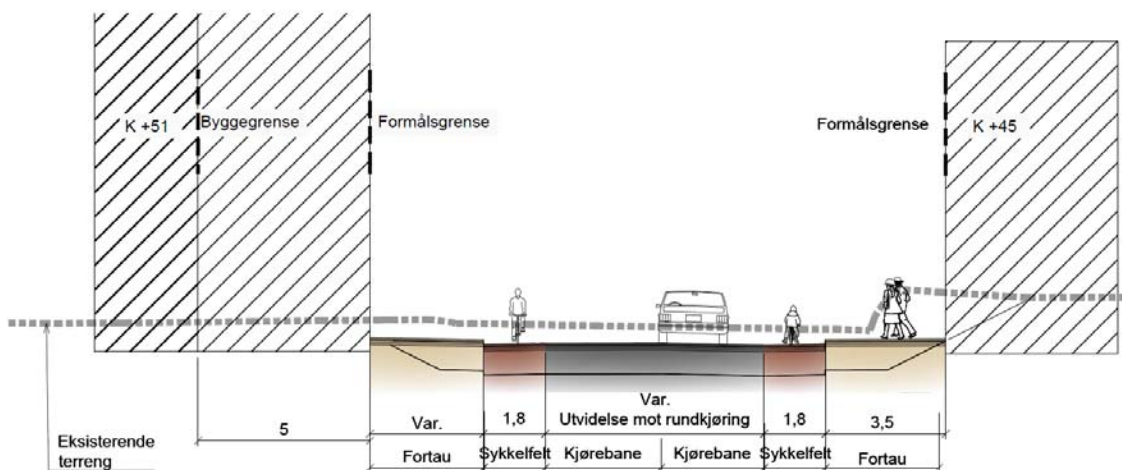 K +51
Byggegrense
Formålsgrense
Formålsgrense
K +45
Eksisterende
terreng
5
Var.
1,8
Var.
Utvidelse mot rundkjøring
1,8
3,5
Fortau
Sykkelfelt
Kjørebane
Kjørebane
Sykkelfelt
Fortau